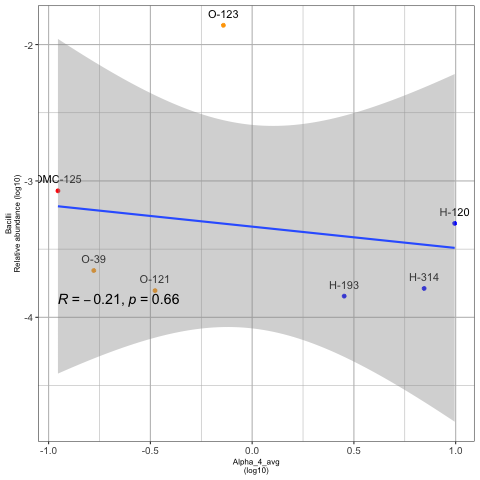 O-123
-2
OMC-125
-3
H-120
O-39
H-314
O-121
H-193
R = −0.21, p = 0.66
-4
Bacilli
Relative abundance (log10)
-1.0
-0.5
0.0
0.5
1.0
Alpha_4_avg
(log10)